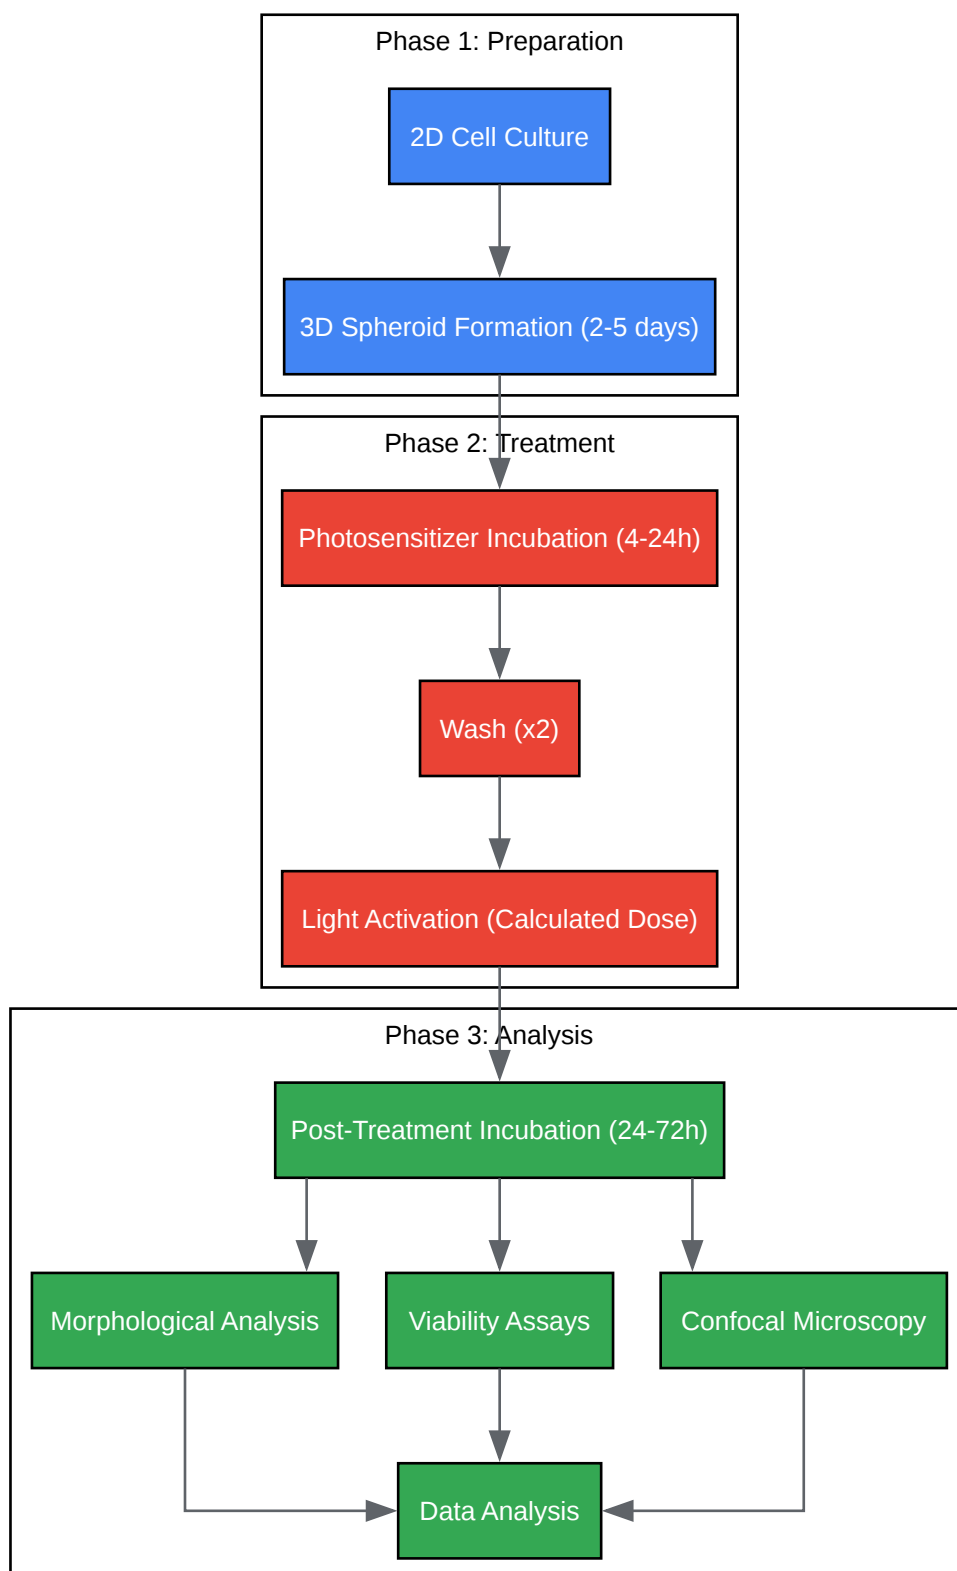 Phase 1: Preparation
2D Cell Culture
3D Spheroid Formation (2-5 days)
Phase 2: Treatment
Photosensitizer Incubation (4-24h)
Wash (x2)
Light Activation (Calculated Dose)
Phase 3: Analysis
Post-Treatment Incubation (24-72h)
Morphological Analysis
Viability Assays
Confocal Microscopy
Data Analysis